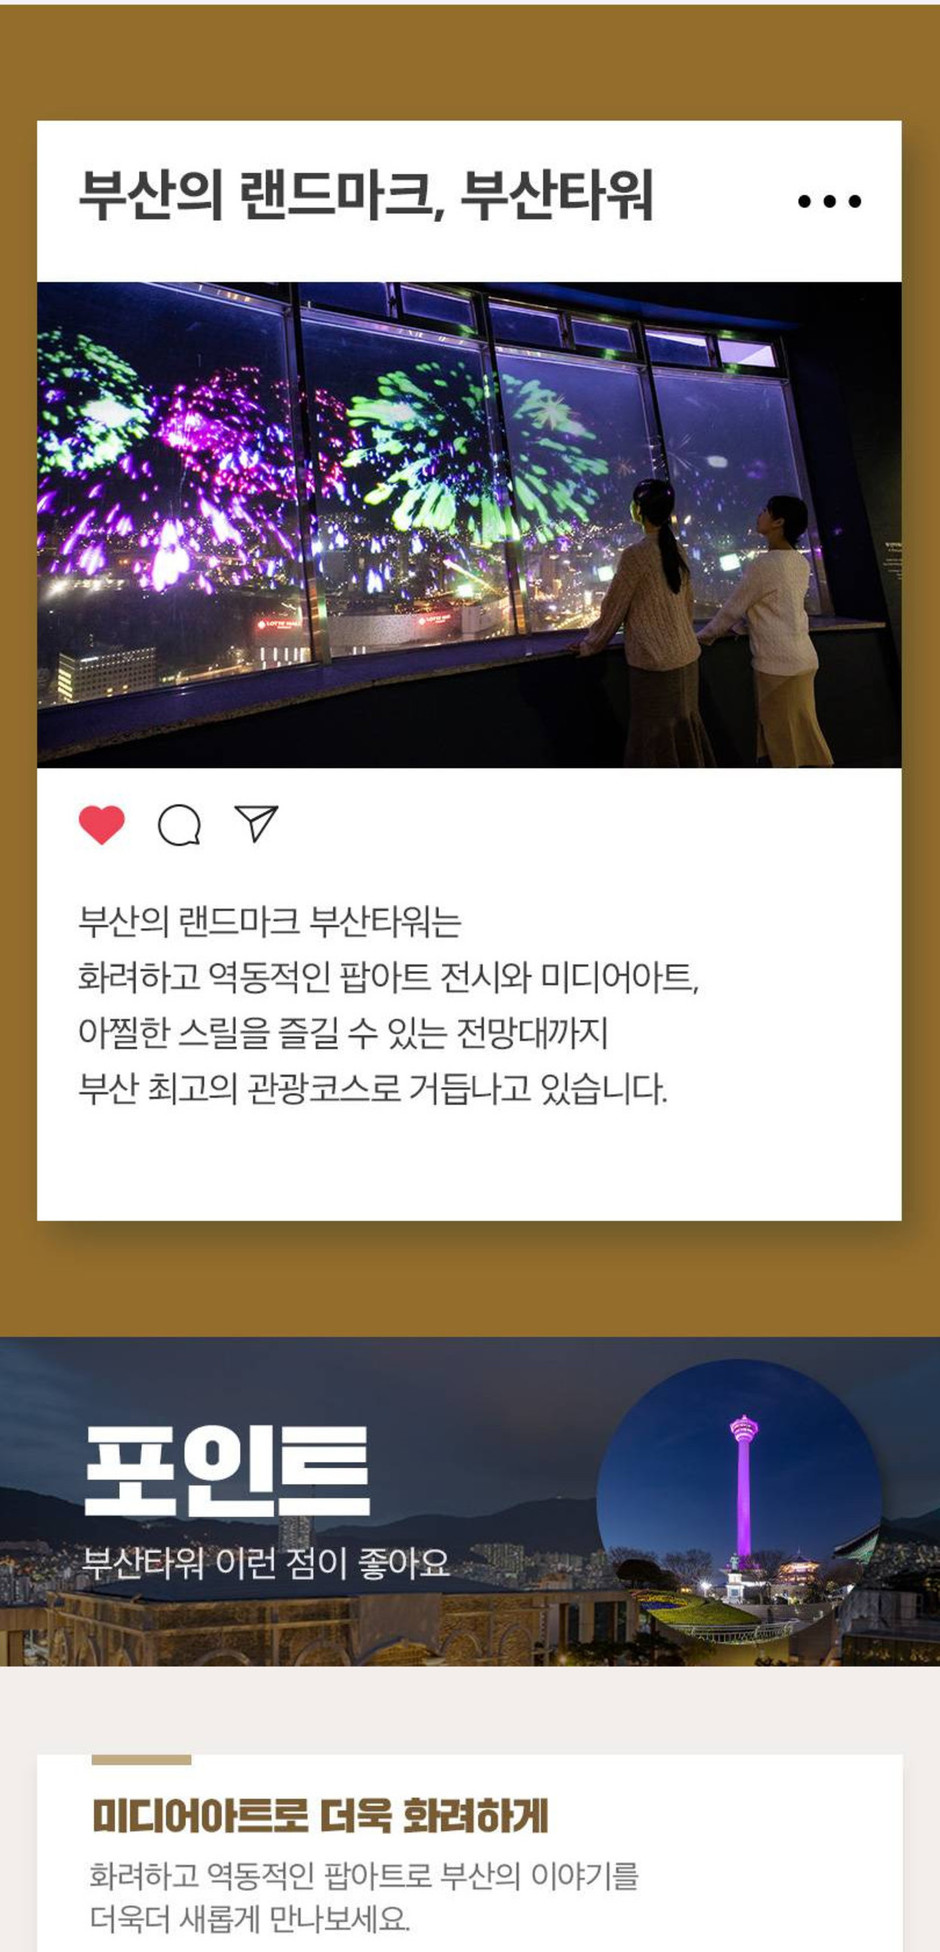 부산의 랜드마크, 부산타워
부산의 랜드마크 부산타워는
화려하고 역동적인 팝아트 전시와 미디어아트,
아찔한 스릴을 즐길 수 있는 전망대까지
부산 최고의 관광코스로 거듭나고 있습니다.
포인트
부산타워 이런 점이 좋아요
미디어아트로 더욱 화려하게
화려하고 역동적인 팝아트로 부산의 이야기를
더욱더 새롭게 만나보세요.